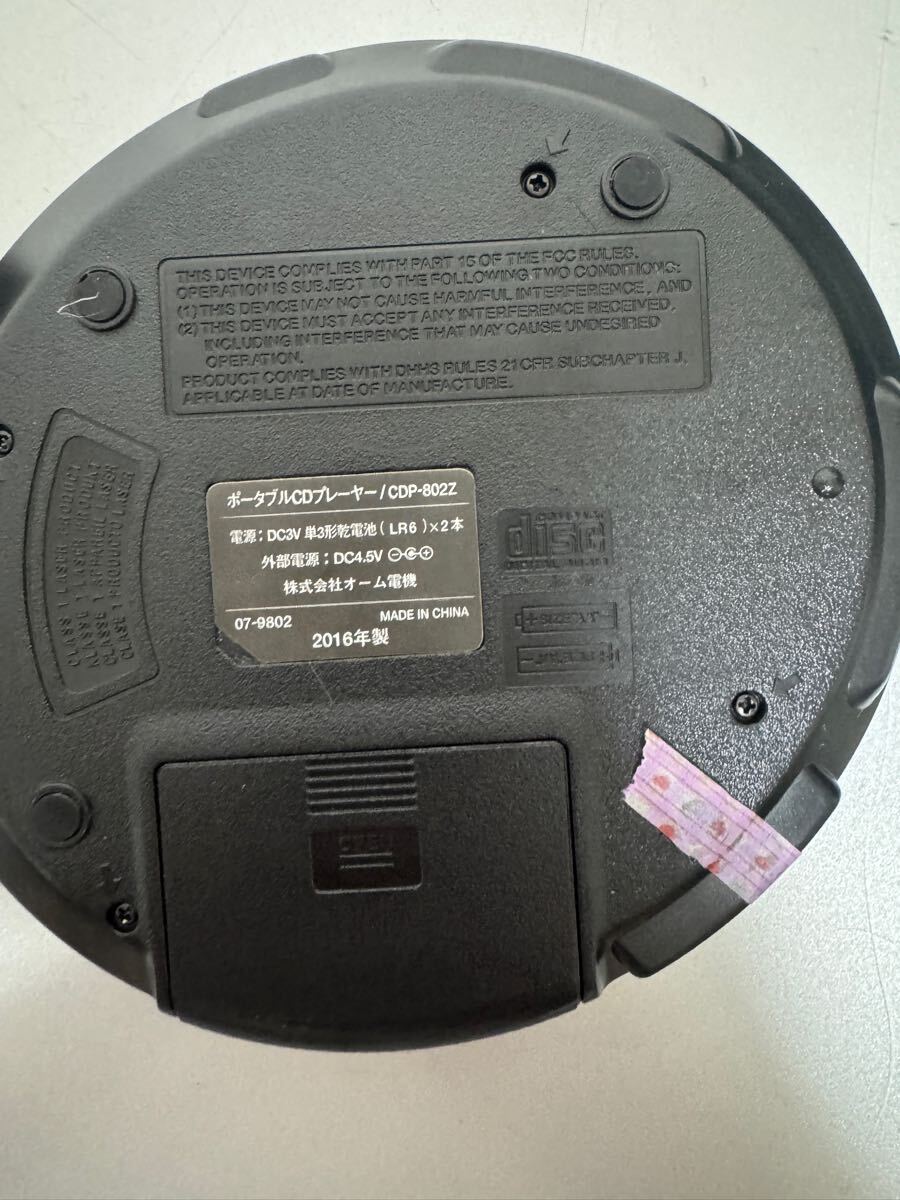 THIS DEVICE COMPLIES WITH PART 15 OF THE FCC RULES.
OPERATION IS SUBJECT TO THE FOLLOWING TWO CONDITIONS:
(1) THIS DEVICE MAY NOT CAUSE HARMFUL INTERFERENCE, AND
(2) THIS DEVICE MUST ACCEPT ANY INTERFERENCE RECEIVED,
INCLUDING INTERFERENCE THAT MAY CAUSE UNDESIRED
OPERATION.
PRODUCT COMPLIES WITH DHHS RULES 21 CFR SUBCHAPTER J,
APPLICABLE AT DATE OF MANUFACTURE.
CLASS 1 LASER PRODUCT
ポータブルCDプレーヤー/CDP-802Z
電源:DC3V 単3形乾電池(LR6)×2本
外部電源:DC4.5V
株式会社オーム電機
07-9802 MADE IN CHINA
2016年製
disc
OPEN